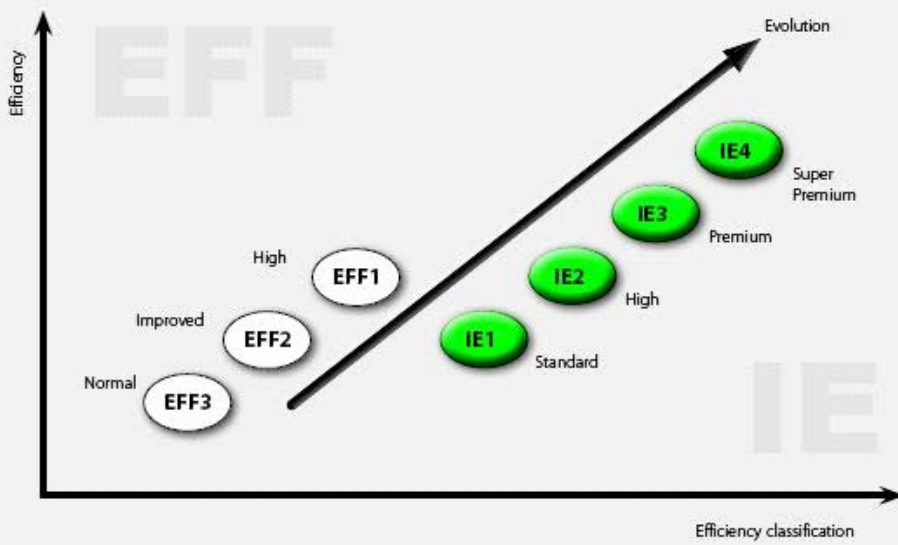 EFF
Evolution
Efficiency
IE4
Super
Premium
IE3
Premium
High
EFF1
IE2
High
Improved
EFF2
IE1
Standard
Normal
EFF3
IE
Efficiency classification